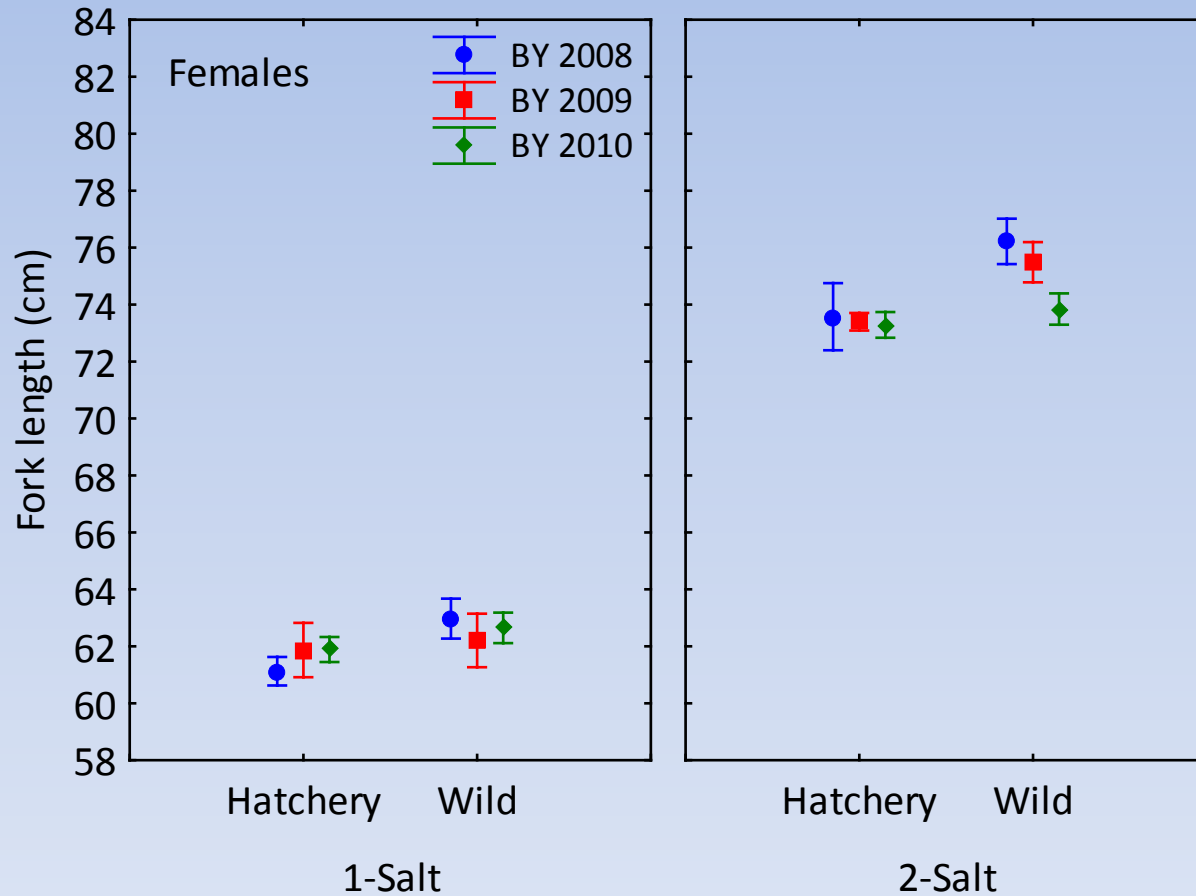 Females
BY 2008
BY 2009
BY 2010
Fork length (cm)
84
82
80
78
76
74
72
70
68
66
64
62
60
58
Hatchery Wild
Hatchery Wild
1-Salt
2-Salt